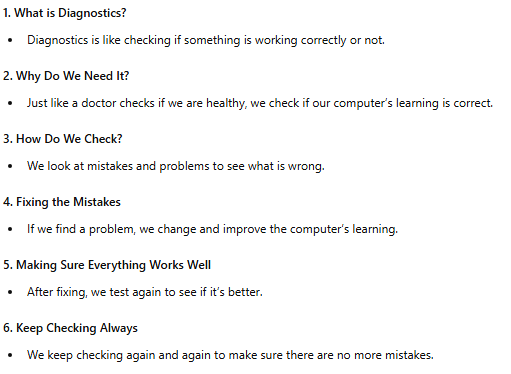 1. What is Diagnostics?
• Diagnostics is like checking if something is working correctly or not.
2. Why Do We Need It?
• Just like a doctor checks if we are healthy, we check if our computer's learning is correct.
3. How Do We Check?
• We look at mistakes and problems to see what is wrong.
4. Fixing the Mistakes
• If we find a problem, we change and improve the computer's learning.
5. Making Sure Everything Works Well
• After fixing, we test again to see if it's better.
6. Keep Checking Always
• We keep checking again and again to make sure there are no more mistakes.